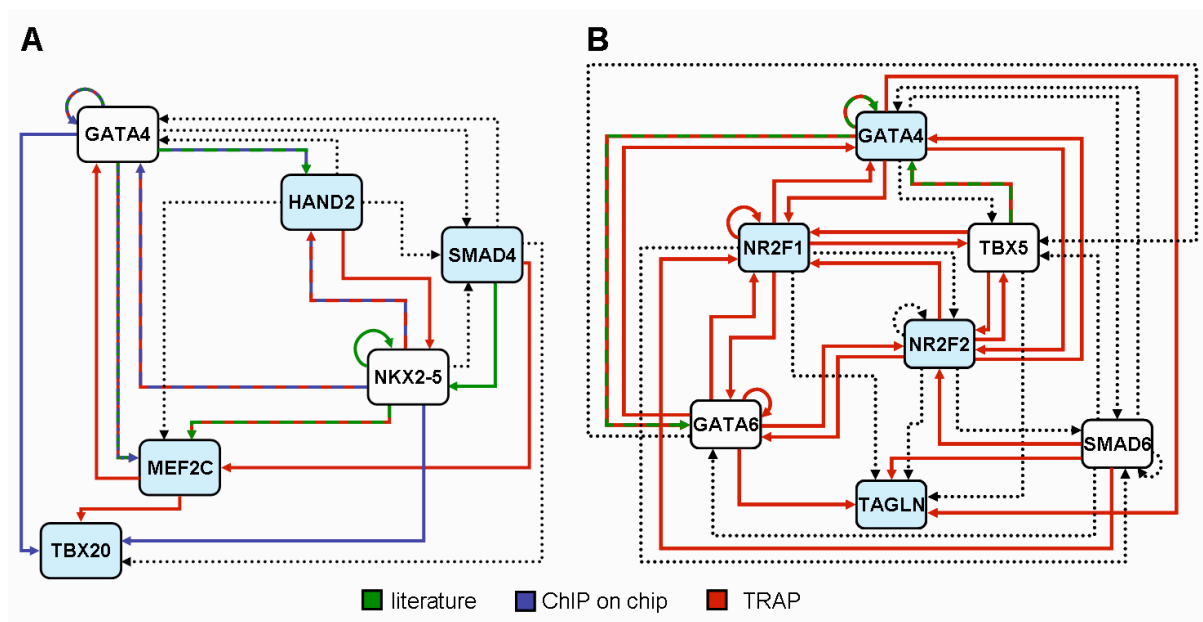 A
GATA4
HAND2
SMAD4
NKX2-5
MEF2C
TBX20
B
GATA4
NR2F1
TBX5
NR2F2
GATA6
SMAD6
TAGLN
literature ChIP on chip TRAP